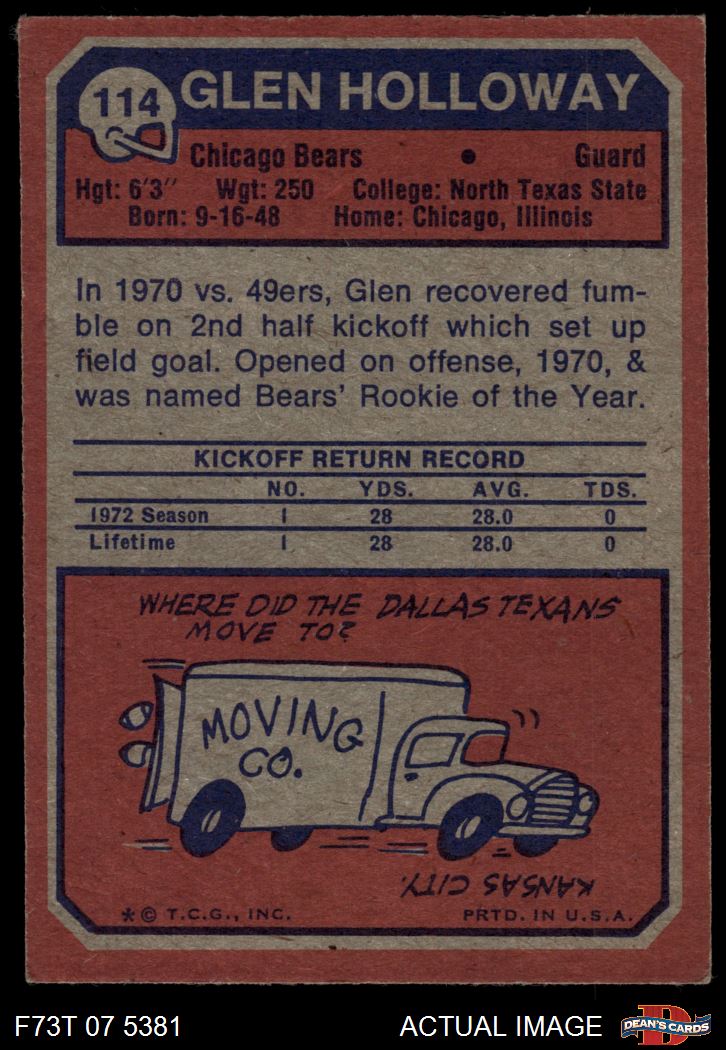 114 GLEN HOLLOWAY
Chicago Bears • Guard
Hgt: 6'3" Wgt: 250 College: North Texas State
Born: 9-16-48 Home: Chicago, Illinois
In 1970 vs. 49ers, Glen recovered fum-
ble on 2nd half kickoff which set up
field goal. Opened on offense, 1970, &
was named Bears' Rookie of the Year.
KICKOFF RETURN RECORD
NO. YDS. AVG. TDS.
1972 Season 1 28 28.0 0
Lifetime 1 28 28.0 0
WHERE DID THE DALLAS TEXANS
MOVE TO?
MOVING
CO.
KANSAS CITY.
* © T.C.G., INC. PRTD. IN U.S.A.
F73T 07 5381 ACTUAL IMAGE D DEAN'S CARDS